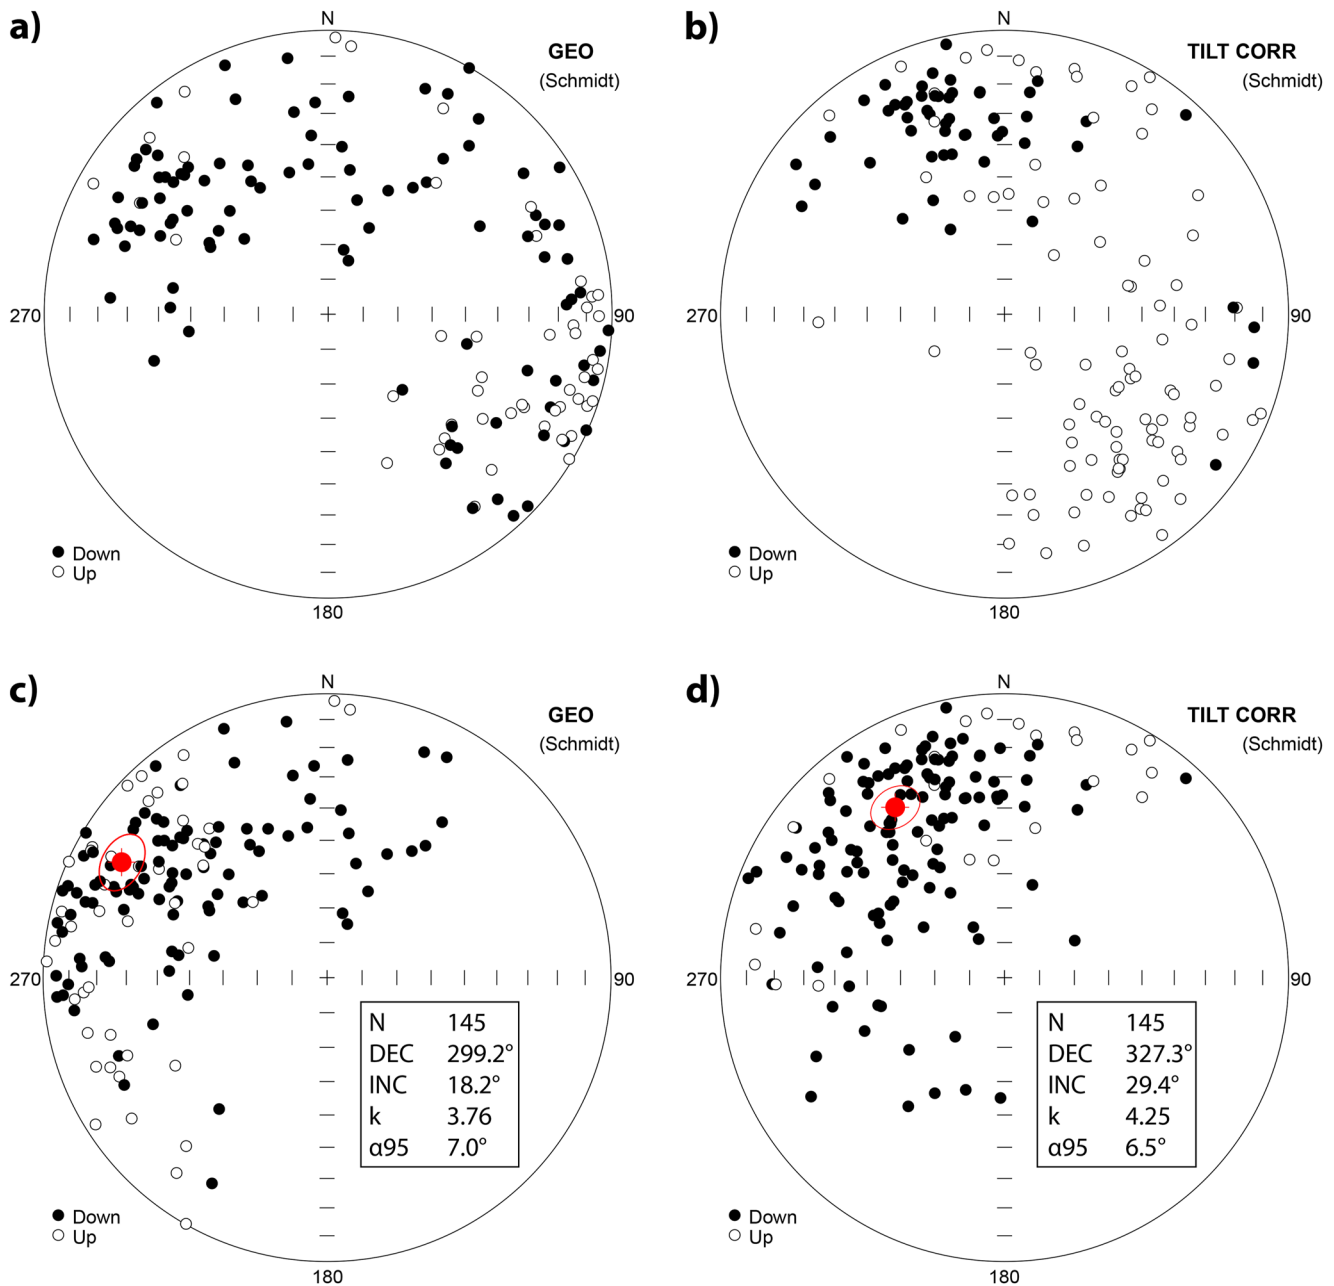 a)
N
GEO
(Schmidt)
270
90
Down
Up
180
b)
N
TILT CORR
(Schmidt)
270
90
Down
Up
180
c)
N
GEO
(Schmidt)
270
90
N 145
DEC 299.2°
INC 18.2°
k 3.76
α95 7.0°
Down
Up
180
d)
N
TILT CORR
(Schmidt)
270
90
N 145
DEC 327.3°
INC 29.4°
k 4.25
α95 6.5°
Down
Up
180